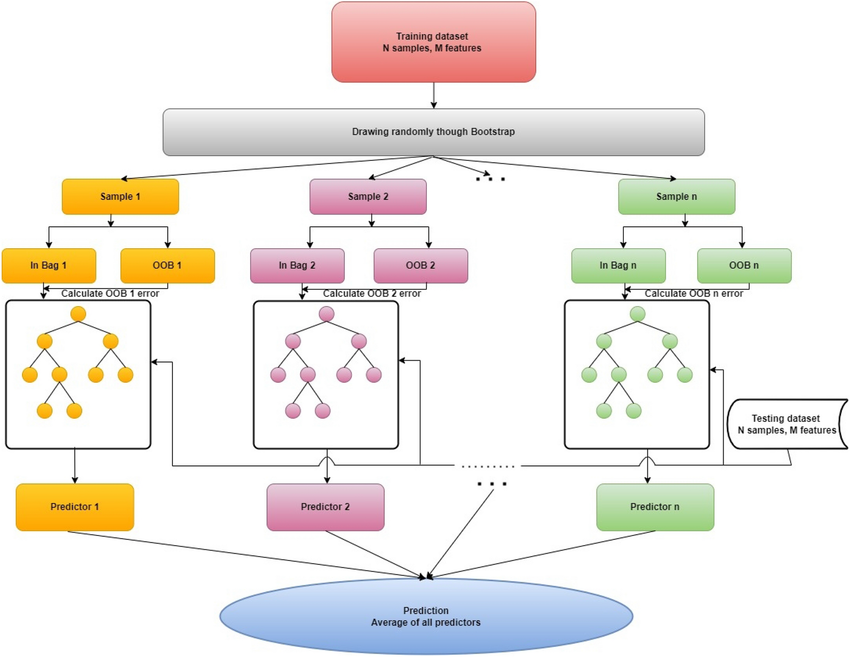 Training dataset
N samples, M features
Drawing randomly though Bootstrap
Sample 1
Sample 2
. . .
Sample n
In Bag 1
OOB 1
In Bag 2
OOB 2
In Bag n
OOB n
Calculate OOB 1 error
Calculate OOB 2 error
Calculate OOB n error
Testing dataset
N samples, M features
. . .
Predictor 1
Predictor 2
Predictor n
Prediction
Average of all predictors